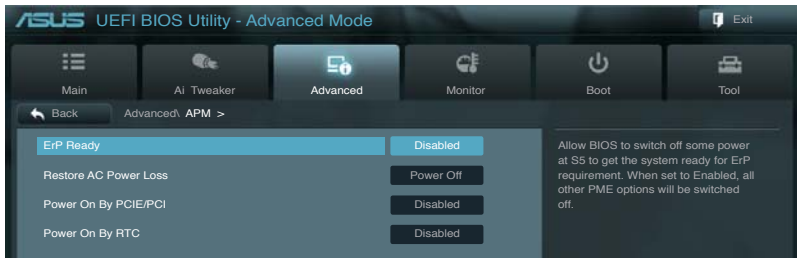 ASUS UEFI BIOS Utility - Advanced Mode
Exit
Main
Ai Tweaker
Advanced
Monitor
Boot
Tool
Back
Advanced\ APM >
ErP Ready
Disabled
Restore AC Power Loss
Power Off
Power On By PCIE/PCI
Disabled
Power On By RTC
Disabled
Allow BIOS to switch off some power
at S5 to get the system ready for ErP
requirement. When set to Enabled, all
other PME options will be switched
off.